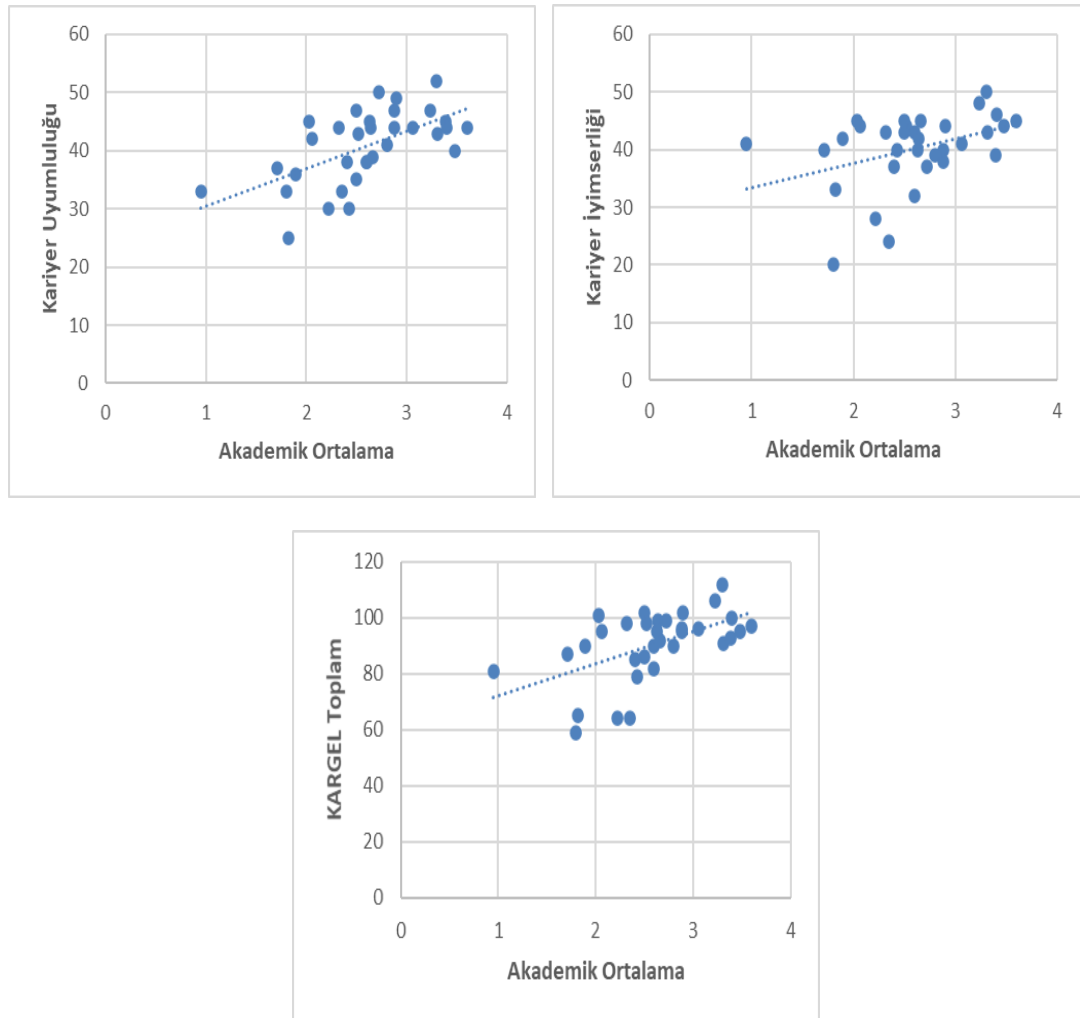 60
50
40
30
20
10
0
0 1 2 3 4
Kariyer Uyumluluğu
Akademik Ortalama
60
50
40
30
20
10
0
0 1 2 3 4
Kariyer İyimserliği
Akademik Ortalama
120
100
80
60
40
20
0
0 1 2 3 4
KARGEL Toplam
Akademik Ortalama